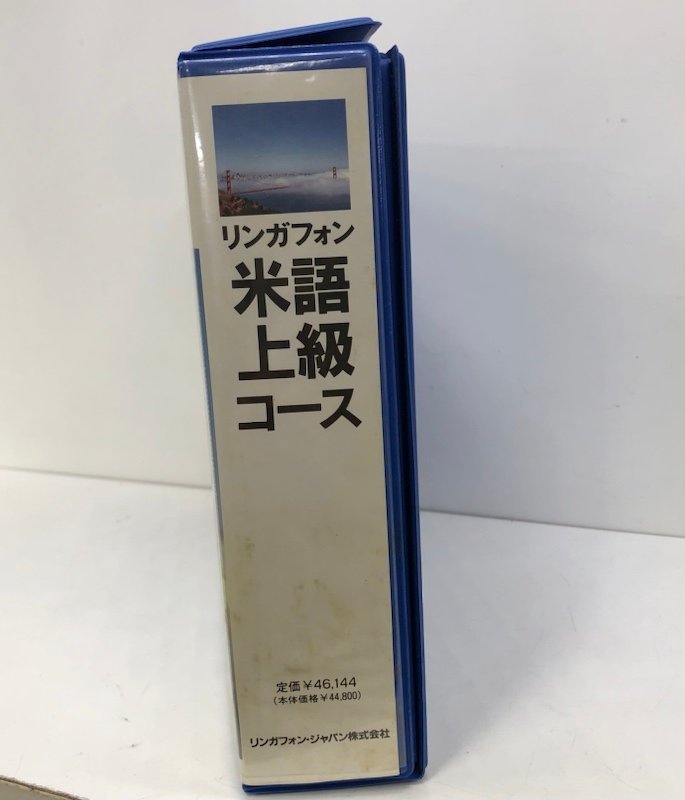 リンガフォン
米語
上級
コース
定価￥46,144
(本体価格￥44,800)
リンガフォン・ジャパン株式会社